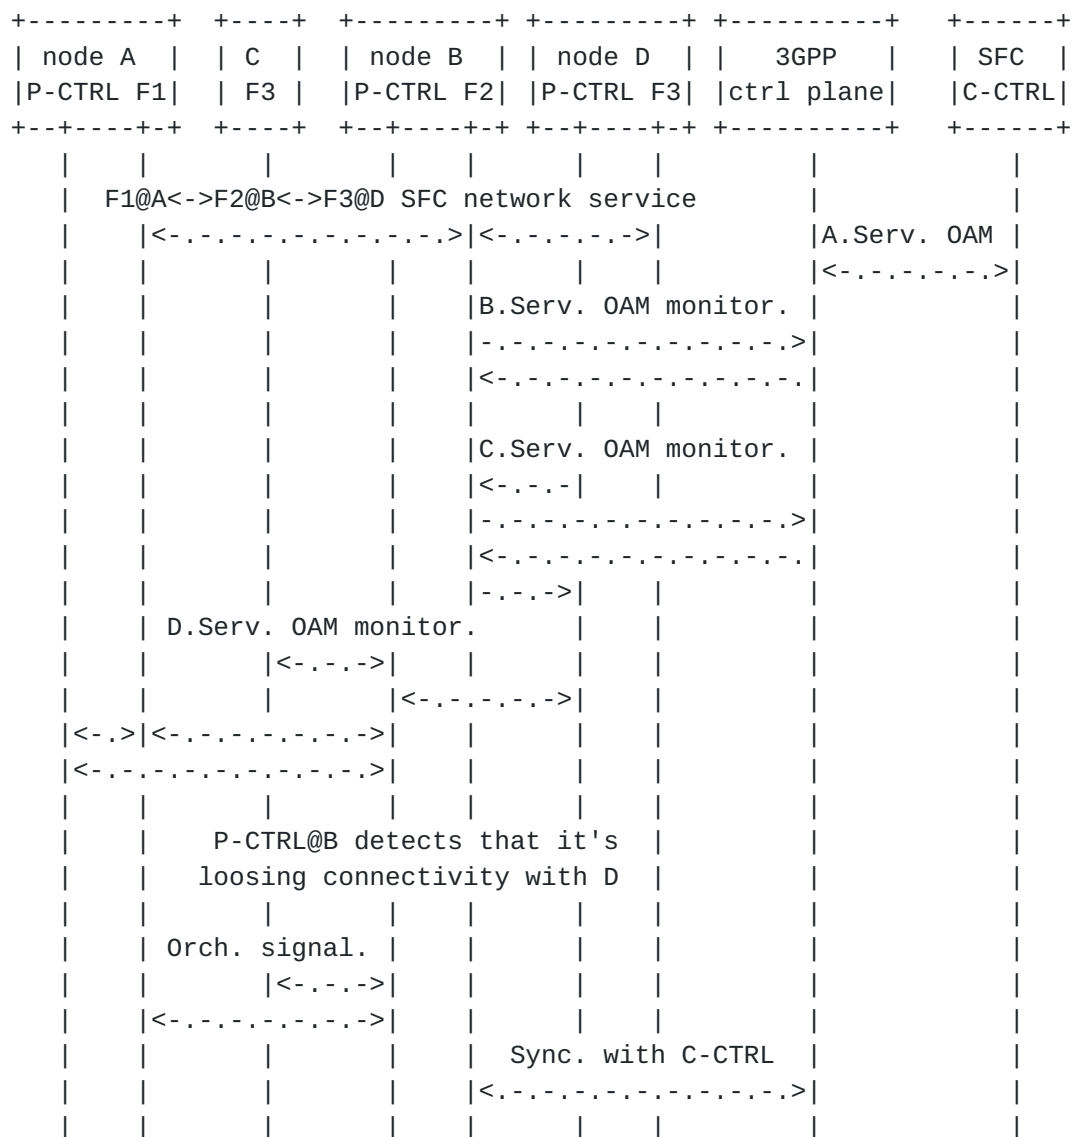 +---------+  +----+  +---------+ +---------+ +----------+   +------+
| node A  |  | C  |  | node B  | | node D  | |   3GPP   |   | SFC  |
|P-CTRL F1|  | F3 |  |P-CTRL F2| |P-CTRL F3| |ctrl plane|   |C-CTRL|
+--+----+-+  +----+  +--+----+-+ +--+----+-+ +----------+   +------+
   |    |       |       |    |      |    |         |            |
   |  F1@A<->F2@B<->F3@D SFC network service       |            |
   |    |<-.-.-.-.-.-.-.-.-.>|<-.-.-.-.->|         |A.Serv. OAM |
   |    |       |       |    |      |    |         |<-.-.-.-.-.>|
   |    |       |       |    |B.Serv. OAM monitor. |            |
   |    |       |       |    |-.-.-.-.-.-.-.-.-.-.>|            |
   |    |       |       |    |<-.-.-.-.-.-.-.-.-.-.|            |
   |    |       |       |    |      |    |         |            |
   |    |       |       |    |C.Serv. OAM monitor. |            |
   |    |       |       |    |<-.-.-|    |         |            |
   |    |       |       |    |-.-.-.-.-.-.-.-.-.-.>|            |
   |    |       |       |    |<-.-.-.-.-.-.-.-.-.-.|            |
   |    |       |       |    |-.-.->|    |         |            |
   |    | D.Serv. OAM monitor.      |    |         |            |
   |    |       |<-.-.->|    |      |    |         |            |
   |    |       |       |<-.-.-.-.->|    |         |            |
   |<-.>|<-.-.-.-.-.-.->|    |      |    |         |            |
   |<-.-.-.-.-.-.-.-.-.>|    |      |    |         |            |
   |    |       |       |    |      |    |         |            |
   |    |    P-CTRL@B detects that it's  |         |            |
   |    |   loosing connectivity with D  |         |            |
   |    |       |       |    |      |    |         |            |
   |    | Orch. signal. |    |      |    |         |            |
   |    |       |<-.-.->|    |      |    |         |            |
   |    |<-.-.-.-.-.-.->|    |      |    |         |            |
   |    |       |       |    |  Sync. with C-CTRL  |            |
   |    |       |       |    |<.-.-.-.-.-.-.-.-.-.>|            |
   |    |       |       |    |      |    |         |            |